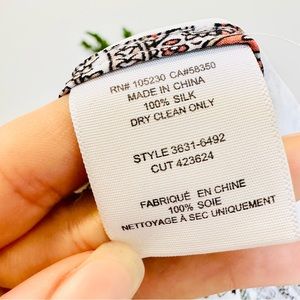 RN# 105230 CA#58350
MADE IN CHINA
100% SILK
DRY CLEAN ONLY
STYLE 3631-6492
CUT 423624
FABRIQUÉ EN CHINE
100% SOIE
NETTOYAGE À SEC UNIQUEMENT